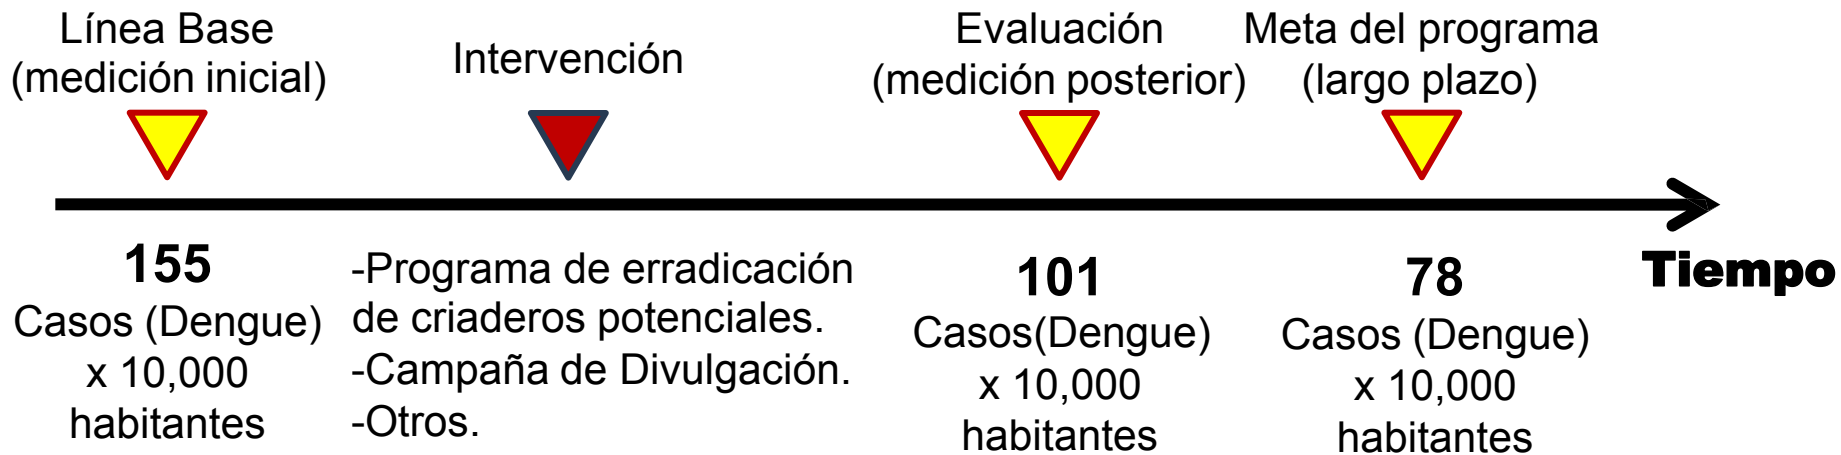 Línea Base
(medición inicial)
Intervención
Evaluación
(medición posterior)
Meta del programa
(largo plazo)
155
Casos (Dengue)
x 10,000
habitantes
-Programa de erradicación
de criaderos potenciales.
-Campaña de Divulgación.
-Otros.
101
Casos(Dengue)
x 10,000
habitantes
78
Casos (Dengue)
x 10,000
habitantes
Tiempo